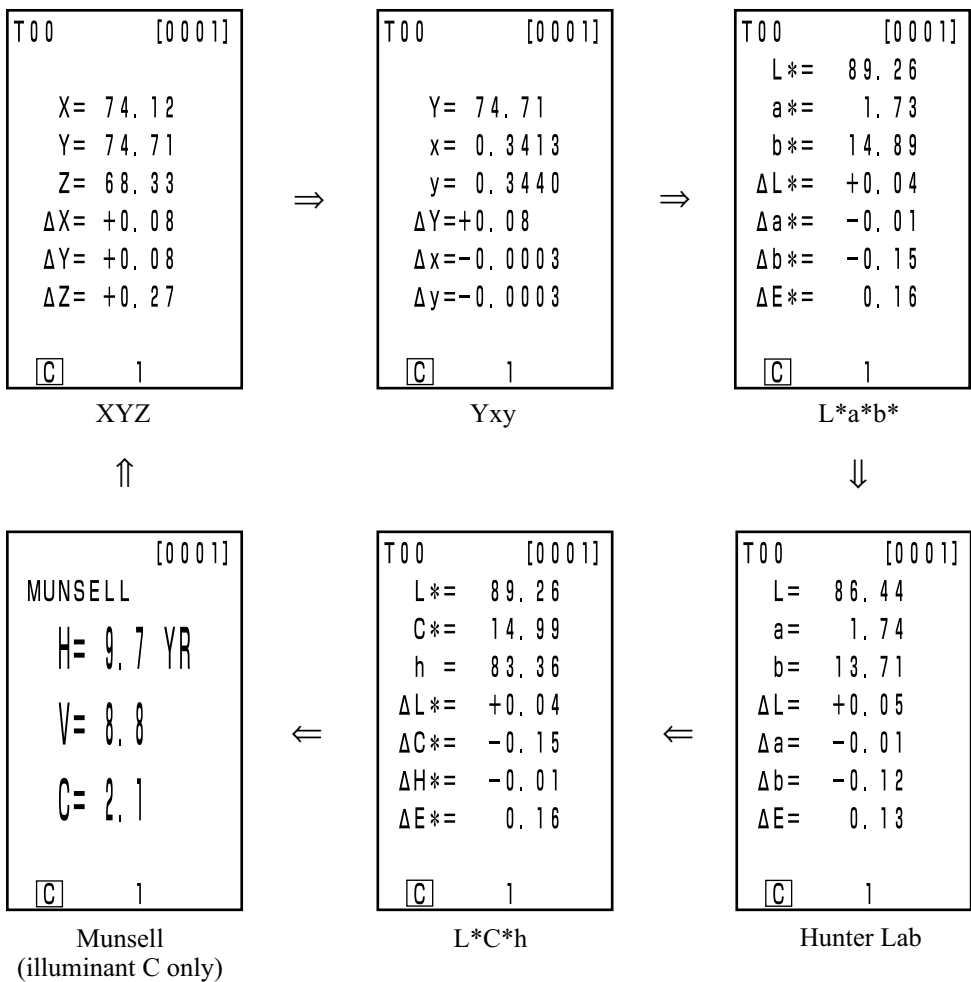 T00 [0001]
X= 74.12
Y= 74.71
Z= 68.33
ΔX= +0.08
ΔY= +0.08
ΔZ= +0.27
C 1
XYZ
⇒
T00 [0001]
Y= 74.71
x= 0.3413
y= 0.3440
ΔY=+0.08
Δx=-0.0003
Δy=-0.0003
C 1
Yxy
⇒
T00 [0001]
L*= 89.26
a*= 1.73
b*= 14.89
ΔL*= +0.04
Δa*= -0.01
Δb*= -0.15
ΔE*= 0.16
C 1
L*a*b*
⇑
⇓
[0001]
MUNSELL
H= 9.7 YR
V= 8.8
C= 2.1
C 1
Munsell
(illuminant C only)
⇐
T00 [0001]
L*= 89.26
C*= 14.99
h = 83.36
ΔL*= +0.04
ΔC*= -0.15
ΔH*= -0.01
ΔE*= 0.16
C 1
L*C*h
⇐
T00 [0001]
L= 86.44
a= 1.74
b= 13.71
ΔL= +0.05
Δa= -0.01
Δb= -0.12
ΔE= 0.13
C 1
Hunter Lab